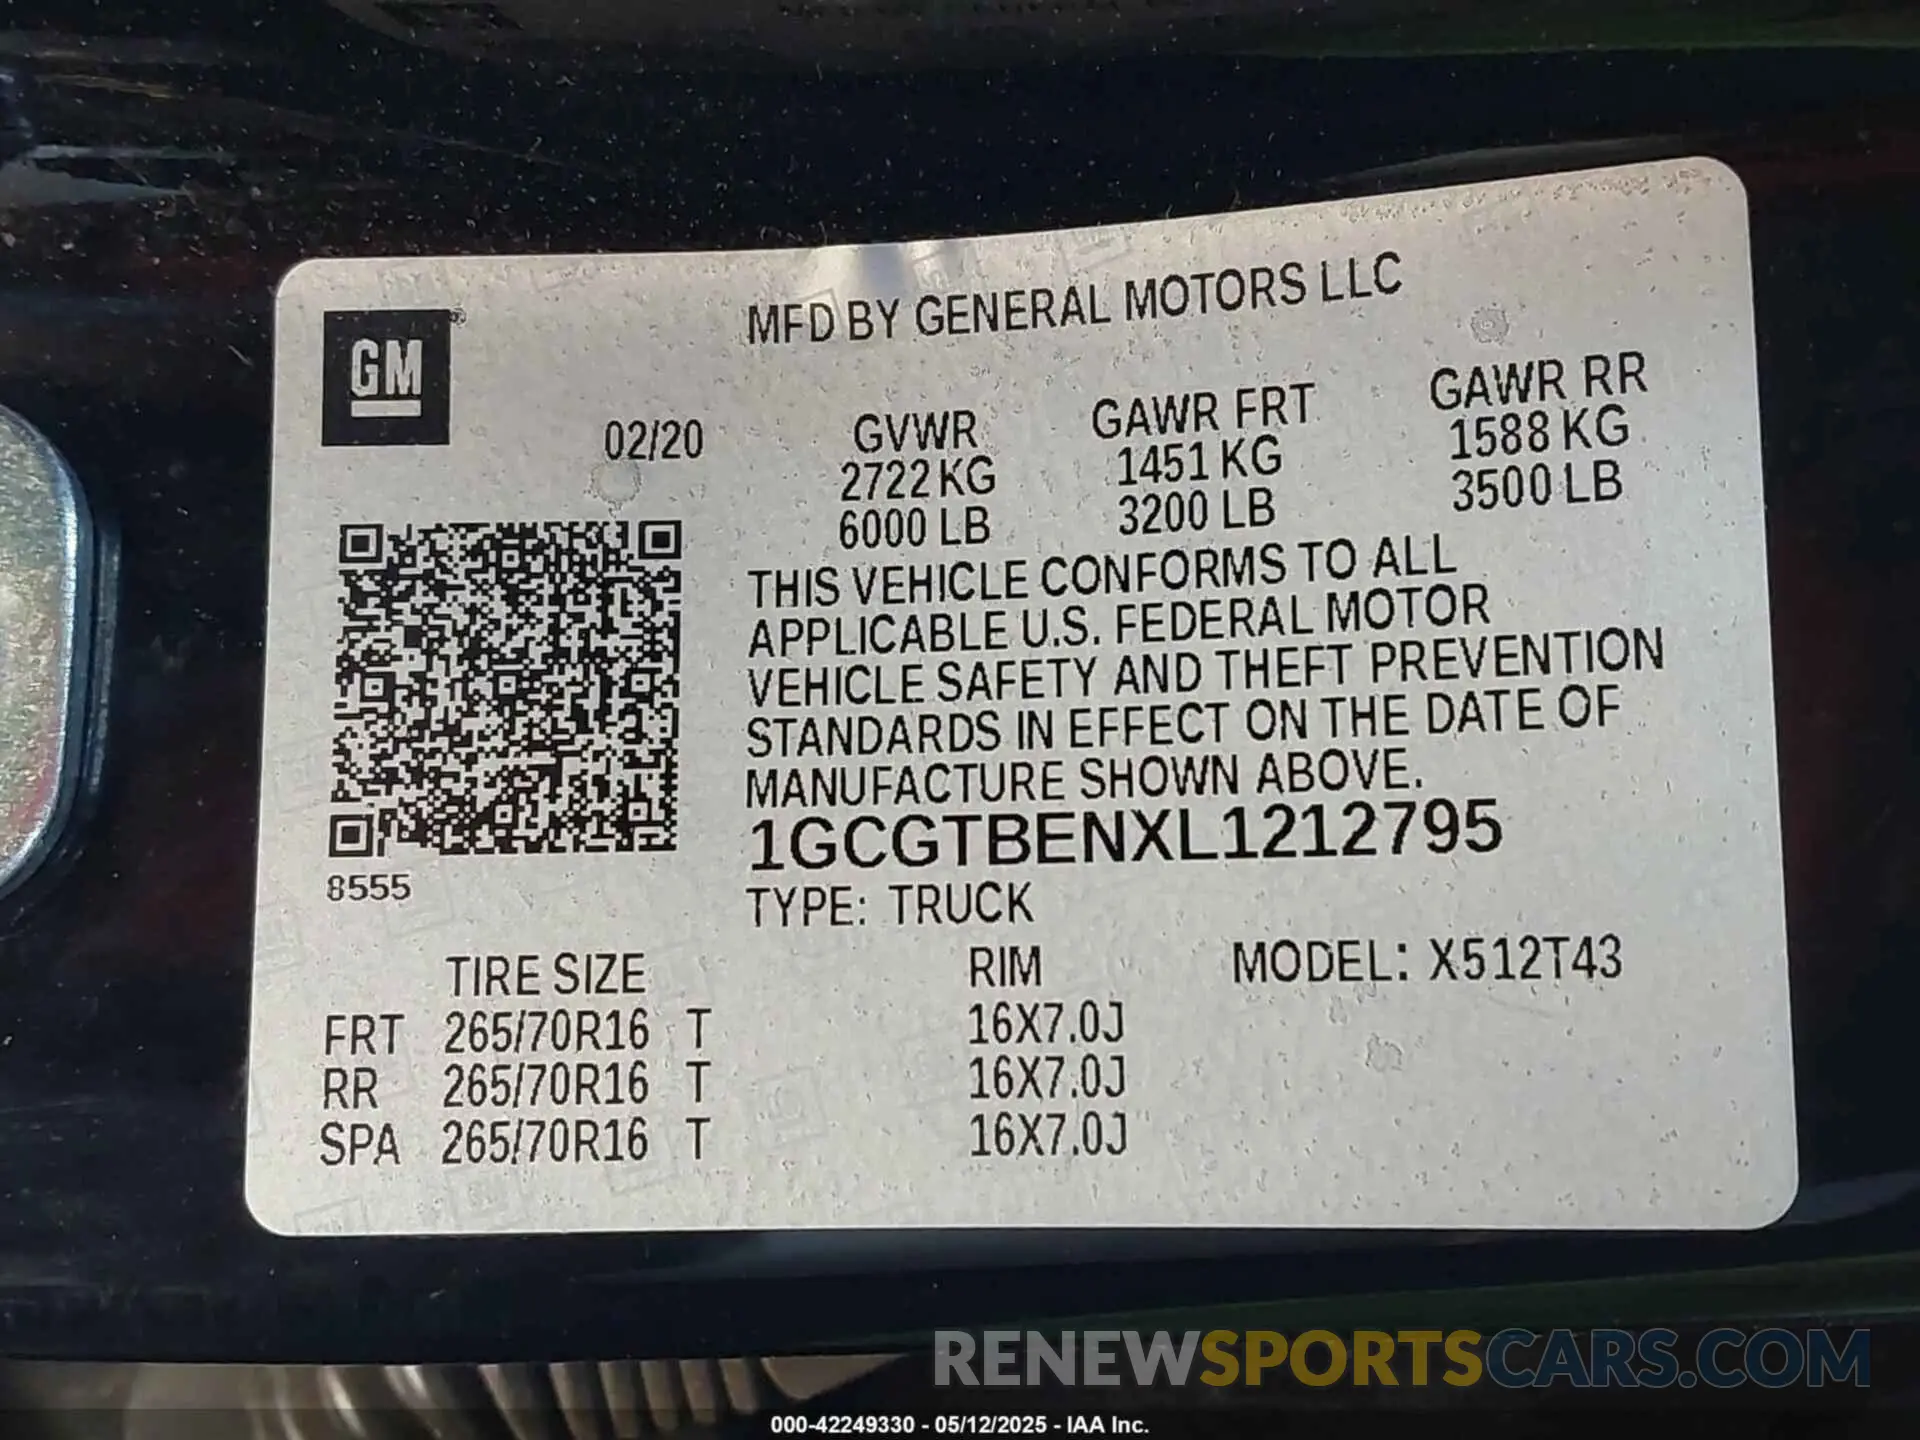 MFD BY GENERAL MOTORS LLC
GM®
02/20
GVWR GAWR FRT GAWR RR
2722 KG 1451 KG 1588 KG
6000 LB 3200 LB 3500 LB
THIS VEHICLE CONFORMS TO ALL
APPLICABLE U.S. FEDERAL MOTOR
VEHICLE SAFETY AND THEFT PREVENTION
STANDARDS IN EFFECT ON THE DATE OF
MANUFACTURE SHOWN ABOVE.
1GCGTBENXL1212795
8555
TYPE: TRUCK
TIRE SIZE RIM MODEL: X512T43
FRT 265/70R16 T 16X7.0J
RR 265/70R16 T 16X7.0J
SPA 265/70R16 T 16X7.0J
RENEWSPORTSCARS.COM
000-42249330 - 05/12/2025 - IAA Inc.